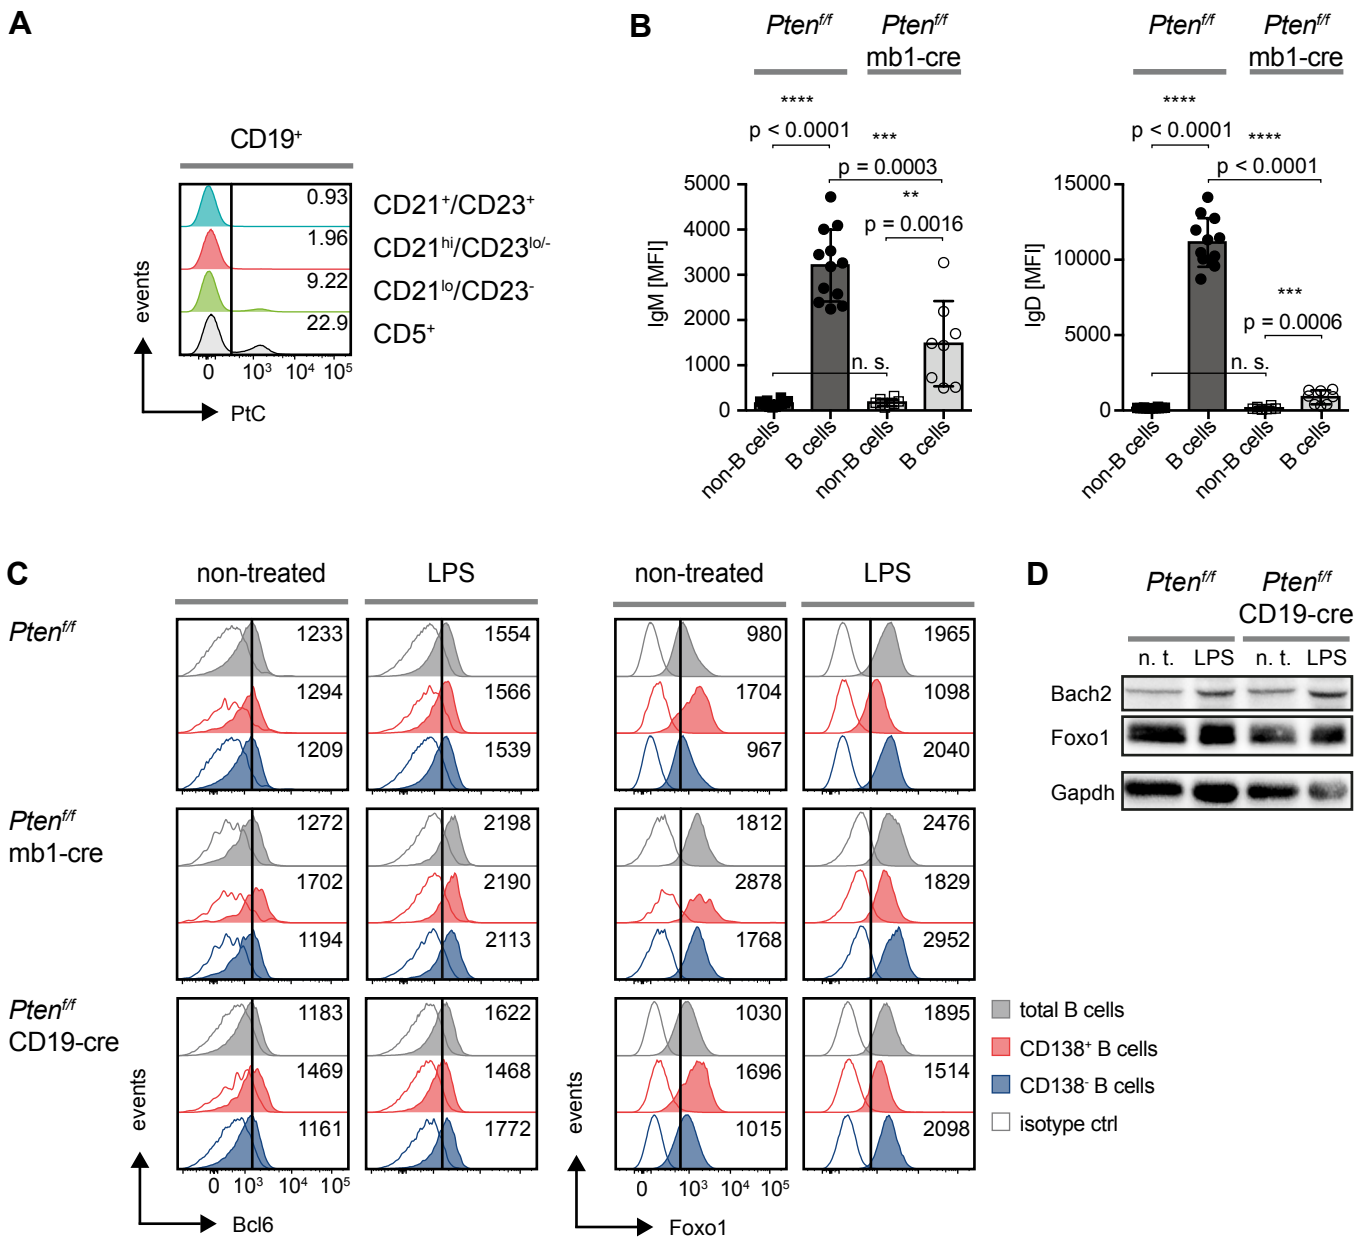 A
CD19⁺
0.93
CD21⁺/CD23⁺
1.96
CD21ʰⁱ/CD23ˡᵒ/⁻
9.22
CD21ˡᵒ/CD23⁻
22.9
CD5⁺
events
0 10³ 10⁴ 10⁵
PtC
B
Ptenᶠ/ᶠ
Ptenᶠ/ᶠ
mb1-cre
****
p < 0.0001
***
p = 0.0003
**
p = 0.0016
n. s.
IgM [MFI]
5000
4000
3000
2000
1000
0
non-B cells
B cells
non-B cells
B cells
Ptenᶠ/ᶠ
Ptenᶠ/ᶠ
mb1-cre
****
p < 0.0001
****
p < 0.0001
***
p = 0.0006
n. s.
IgD [MFI]
15000
10000
5000
0
non-B cells
B cells
non-B cells
B cells
C
non-treated
LPS
non-treated
LPS
Ptenᶠ/ᶠ
1233 1554 980 1965
1294 1566 1704 1098
1209 1539 967 2040
Ptenᶠ/ᶠ
mb1-cre
1272 2198 1812 2476
1702 2190 2878 1829
1194 2113 1768 2952
Ptenᶠ/ᶠ
CD19-cre
1183 1622 1030 1895
1469 1468 1696 1514
1161 1772 1015 2098
events
0 10³ 10⁴ 10⁵
Bcl6
events
0 10³ 10⁴ 10⁵
Foxo1
total B cells
CD138⁺ B cells
CD138⁻ B cells
isotype ctrl
D
Ptenᶠ/ᶠ
Ptenᶠ/ᶠ
CD19-cre
n. t. LPS n. t. LPS
Bach2
Foxo1
Gapdh